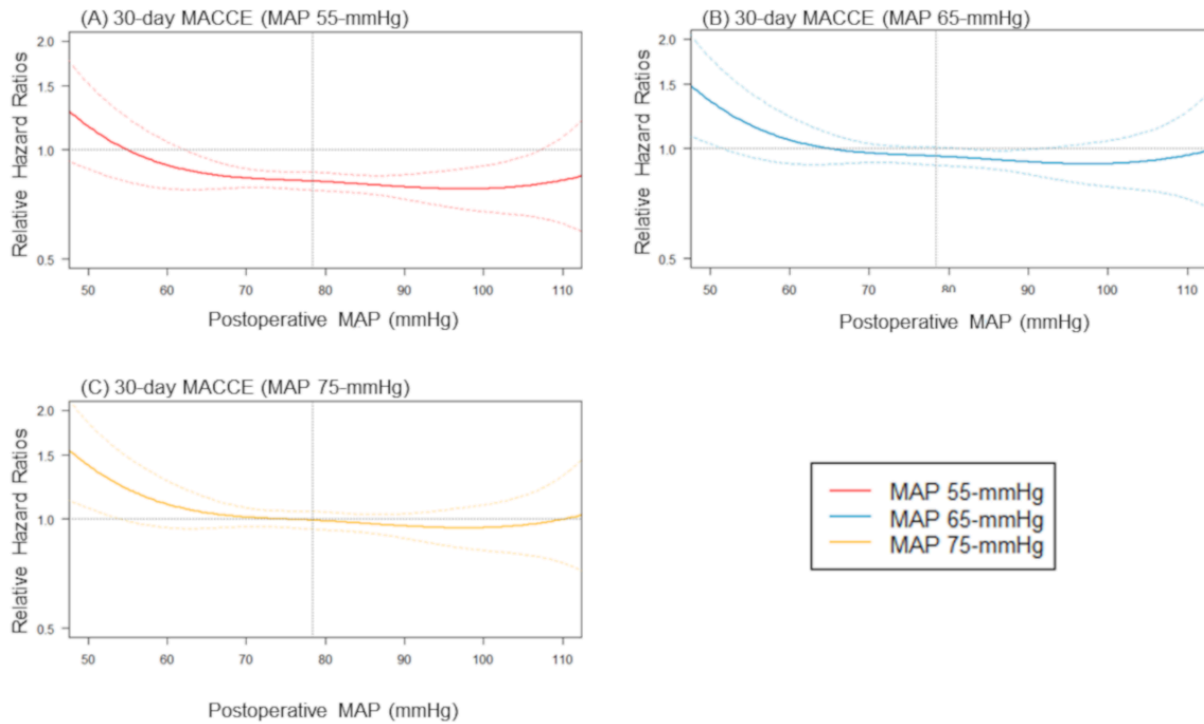 (A) 30-day MACCE (MAP 55-mmHg)
2.0
1.5
1.0
0.5
Relative Hazard Ratios
50 60 70 80 90 100 110
Postoperative MAP (mmHg)
(B) 30-day MACCE (MAP 65-mmHg)
2.0
1.5
1.0
0.5
Relative Hazard Ratios
50 60 70 80 90 100 110
Postoperative MAP (mmHg)
(C) 30-day MACCE (MAP 75-mmHg)
2.0
1.5
1.0
0.5
Relative Hazard Ratios
50 60 70 80 90 100 110
Postoperative MAP (mmHg)
MAP 55-mmHg
MAP 65-mmHg
MAP 75-mmHg